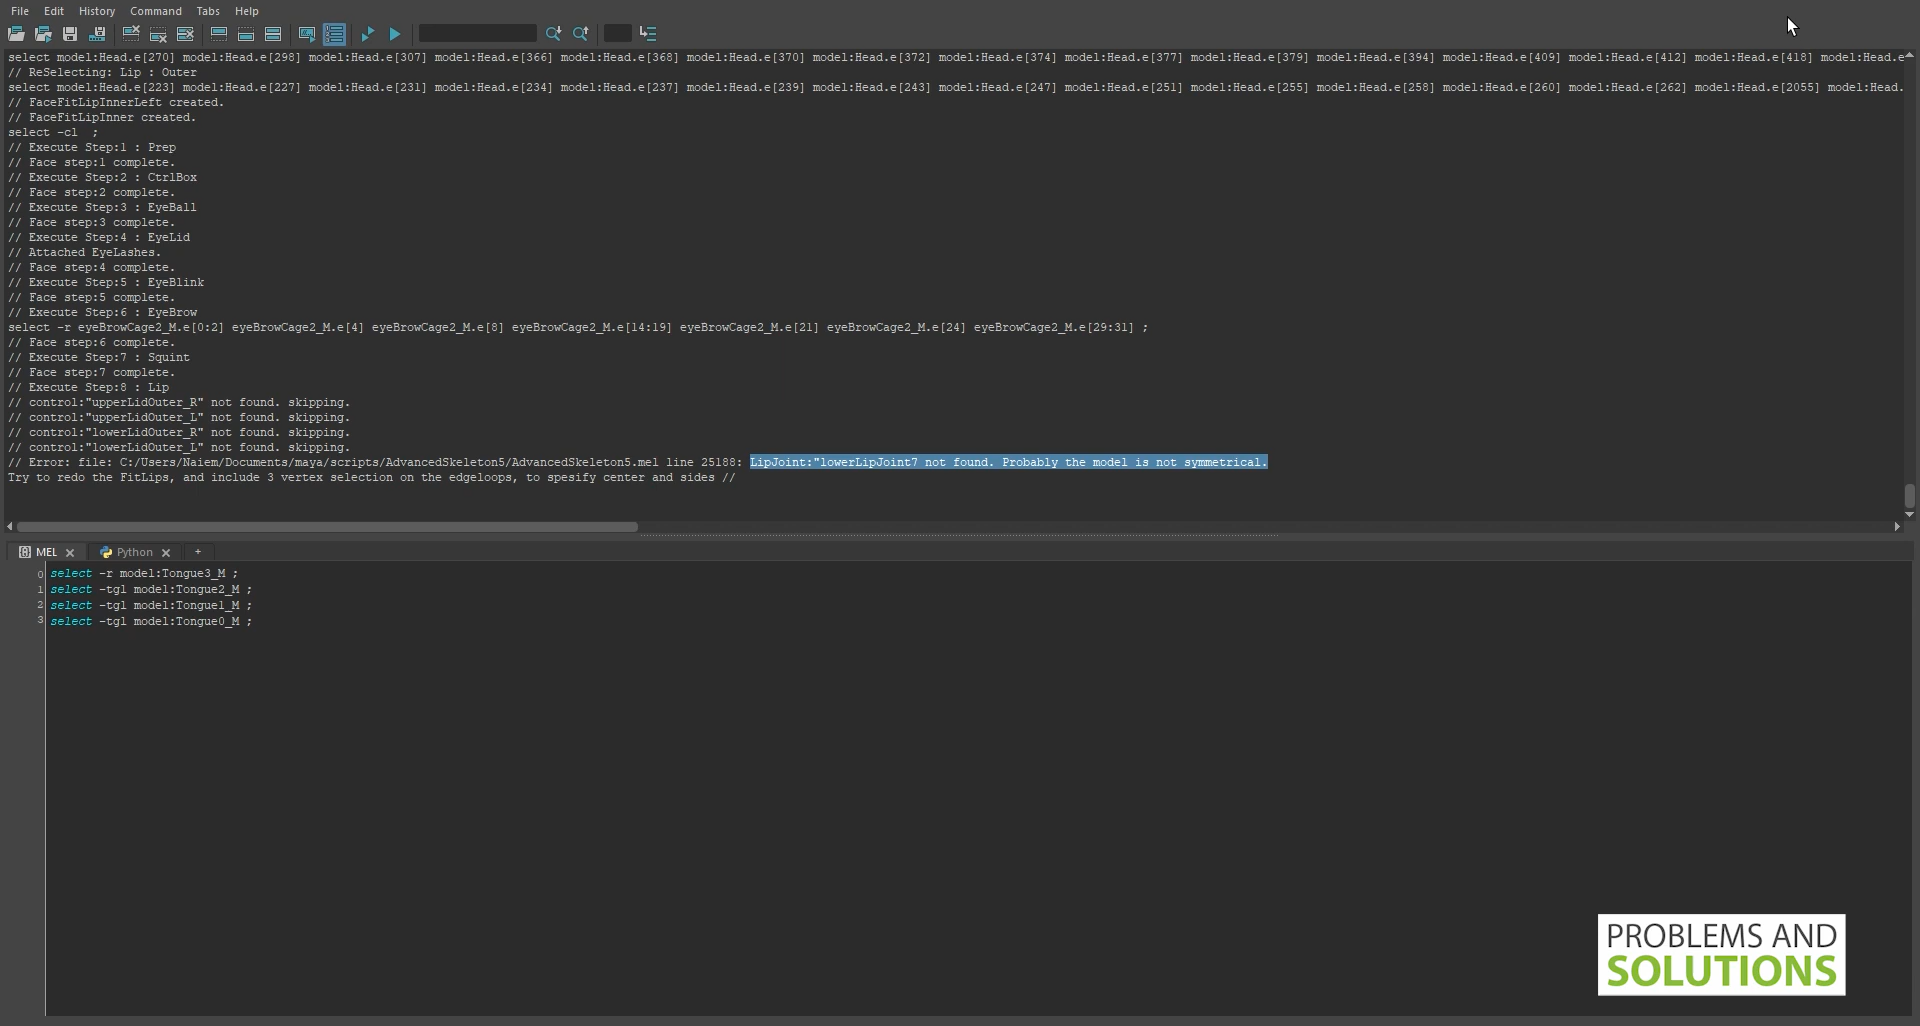 File Edit History Command Tabs Help
select model:Head.e[270] model:Head.e[298] model:Head.e[307] model:Head.e[366] model:Head.e[368] model:Head.e[370] model:Head.e[372] model:Head.e[374] model:Head.e[377] model:Head.e[379] model:Head.e[394] model:Head.e[409] model:Head.e[412] model:Head.e[418] model:Head.e
// ReSelecting: Lip : Outer
select model:Head.e[223] model:Head.e[227] model:Head.e[231] model:Head.e[234] model:Head.e[237] model:Head.e[239] model:Head.e[243] model:Head.e[247] model:Head.e[251] model:Head.e[255] model:Head.e[258] model:Head.e[260] model:Head.e[262] model:Head.e[2055] model:Head.
// FaceFitLipInnerLeft created.
// FaceFitLipInner created.
select -cl  ;
// Execute Step:1 : Prep
// Face step:1 complete.
// Execute Step:2 : CtrlBox
// Face step:2 complete.
// Execute Step:3 : EyeBall
// Face step:3 complete.
// Execute Step:4 : EyeLid
// Attached EyeLashes.
// Face step:4 complete.
// Execute Step:5 : EyeBlink
// Face step:5 complete.
// Execute Step:6 : EyeBrow
select -r eyeBrowCage2_M.e[0:2] eyeBrowCage2_M.e[4] eyeBrowCage2_M.e[8] eyeBrowCage2_M.e[14:19] eyeBrowCage2_M.e[21] eyeBrowCage2_M.e[24] eyeBrowCage2_M.e[29:31] ;
// Face step:6 complete.
// Execute Step:7 : Squint
// Face step:7 complete.
// Execute Step:8 : Lip
// control:"upperLidOuter_R" not found. skipping.
// control:"upperLidOuter_L" not found. skipping.
// control:"lowerLidOuter_R" not found. skipping.
// control:"lowerLidOuter_L" not found. skipping.
// Error: file: C:/Users/Naiem/Documents/maya/scripts/AdvancedSkeleton5/AdvancedSkeleton5.mel line 25188: LipJoint:"lowerLipJoint7 not found. Probably the model is not symmetrical.
Try to redo the FitLips, and include 3 vertex selection on the edgeloops, to spesify center and sides //
MEL Python +
0 select -r model:Tongue3_M ;
1 select -tgl model:Tongue2_M ;
2 select -tgl model:Tongue1_M ;
3 select -tgl model:Tongue0_M ;
PROBLEMS AND
SOLUTIONS